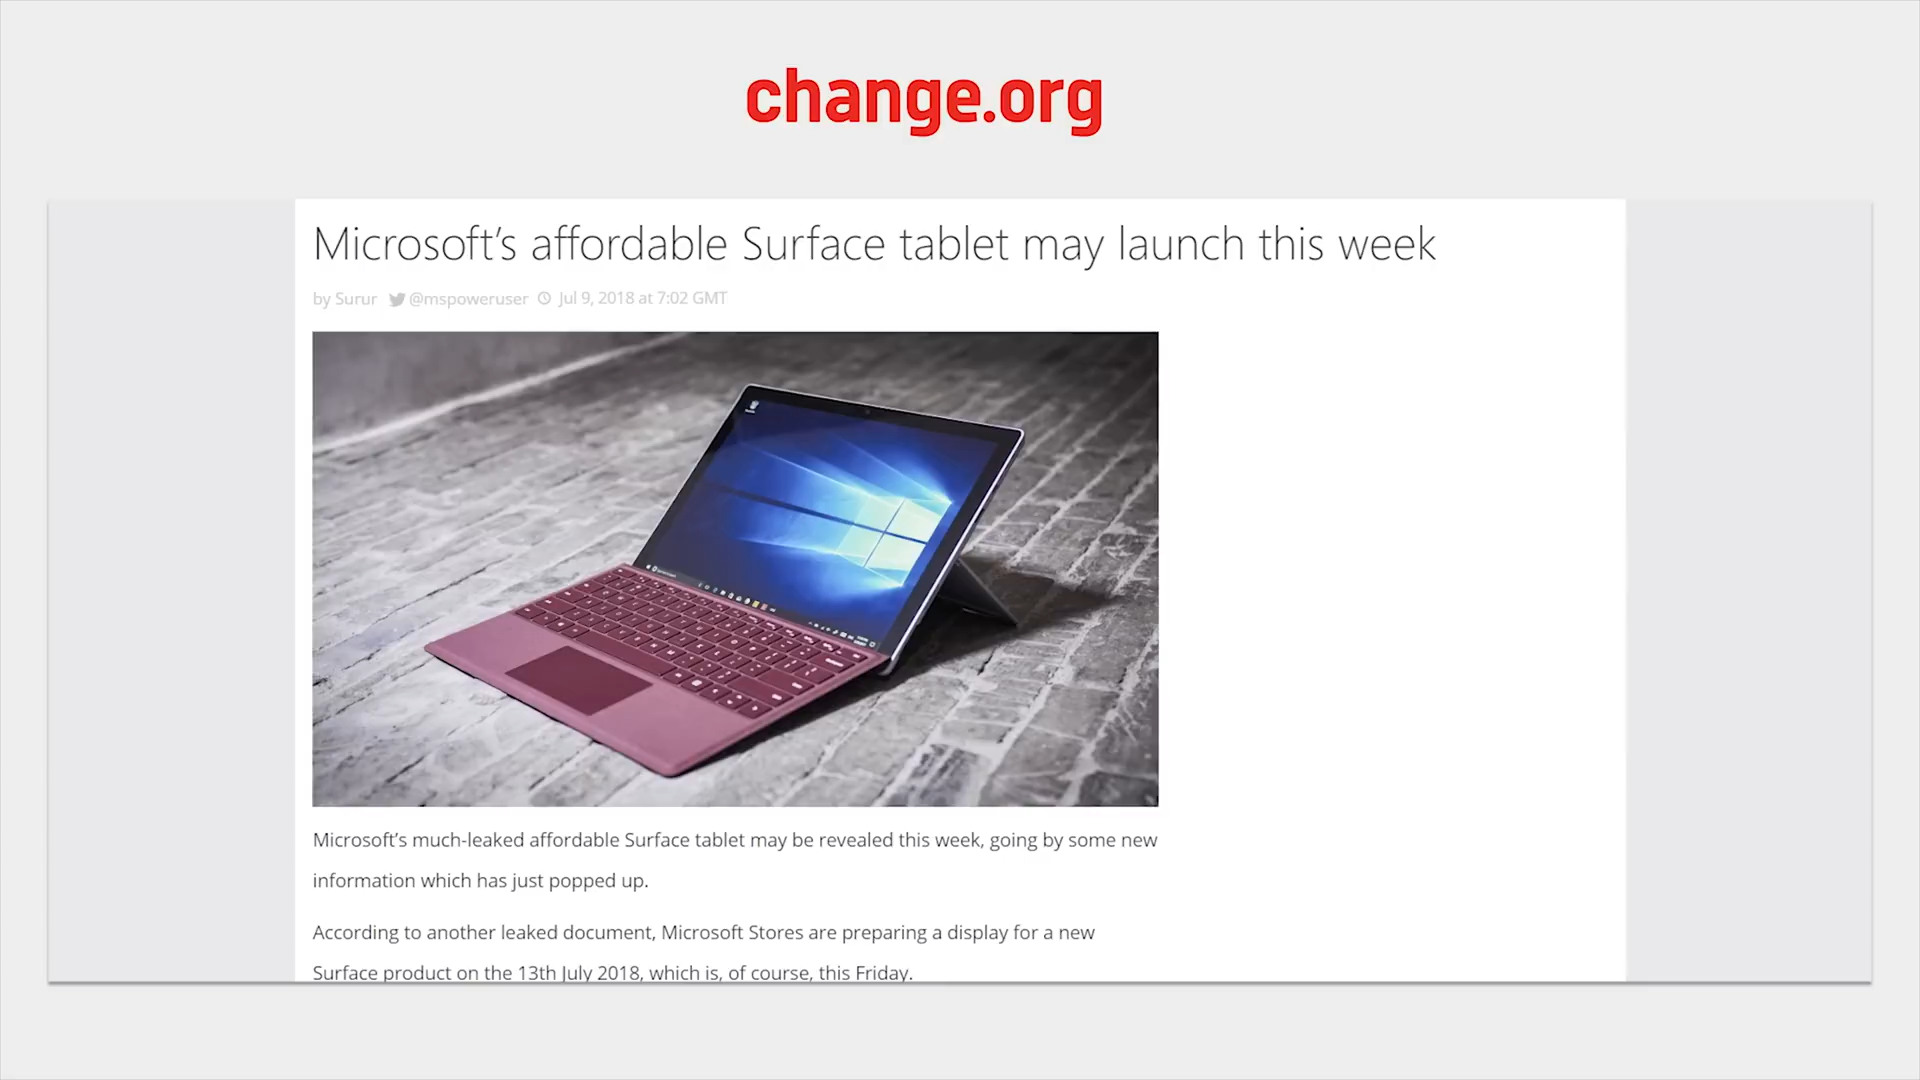 change.org
Microsoft’s affordable Surface tablet may launch this week
by Surur @mspoweruser Jul 9, 2018 at 7:02 GMT
Microsoft’s much-leaked affordable Surface tablet may be revealed this week, going by some new
information which has just popped up.
According to another leaked document, Microsoft Stores are preparing a display for a new
Surface product on the 13th July 2018, which is, of course, this Friday.